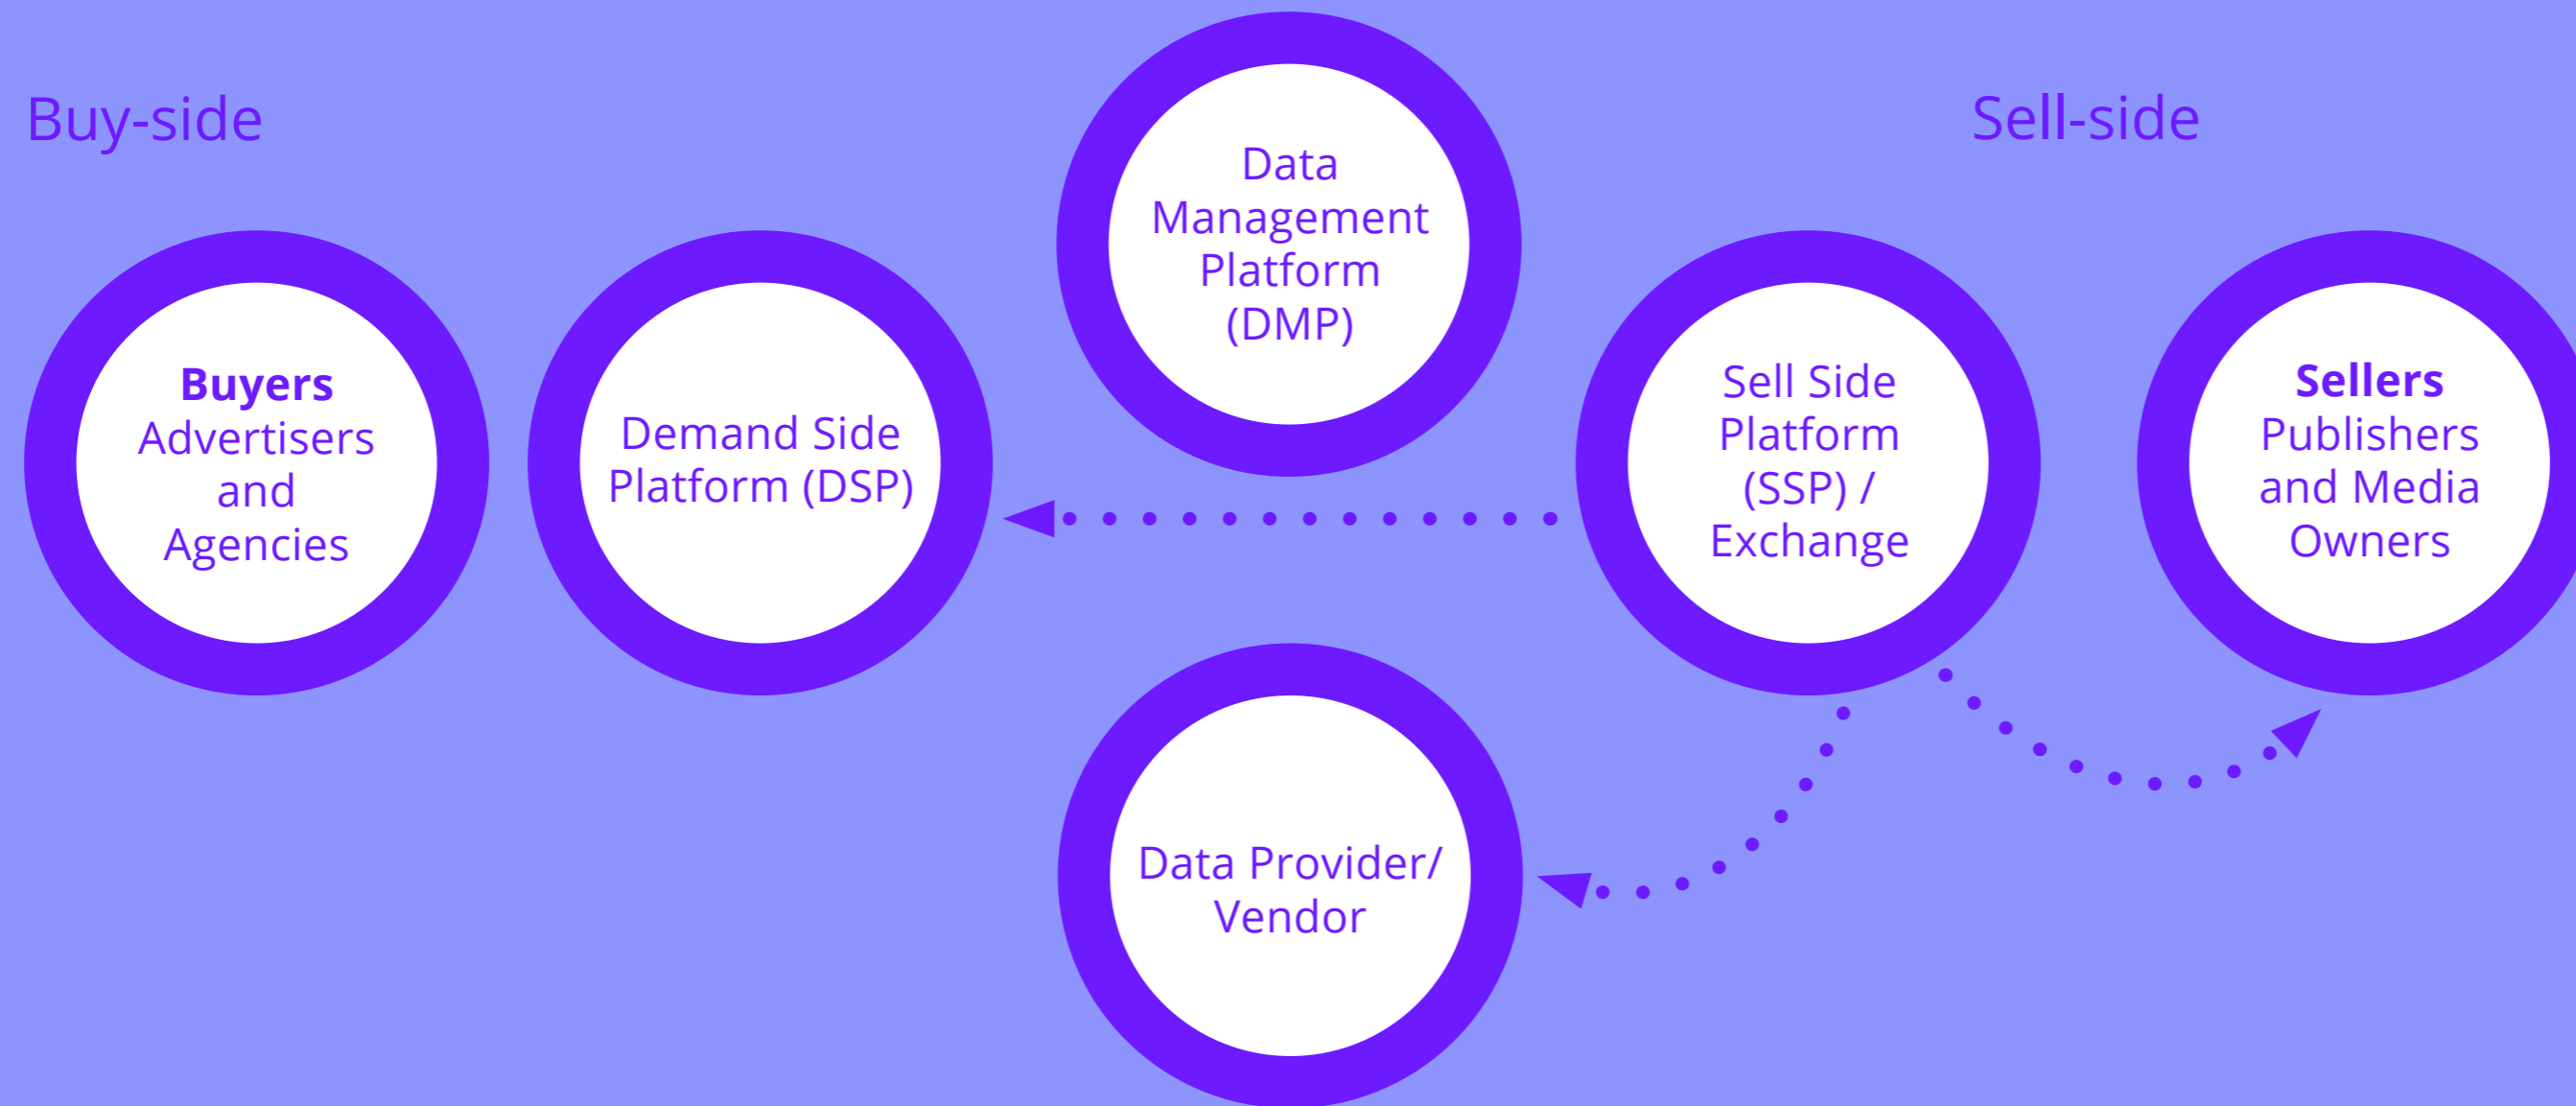 Buy-side
Sell-side
Buyers
Advertisers
and
Agencies
Demand Side
Platform (DSP)
Data
Management
Platform
(DMP)
Data Provider/
Vendor
Sell Side
Platform
(SSP) /
Exchange
Sellers
Publishers
and Media
Owners